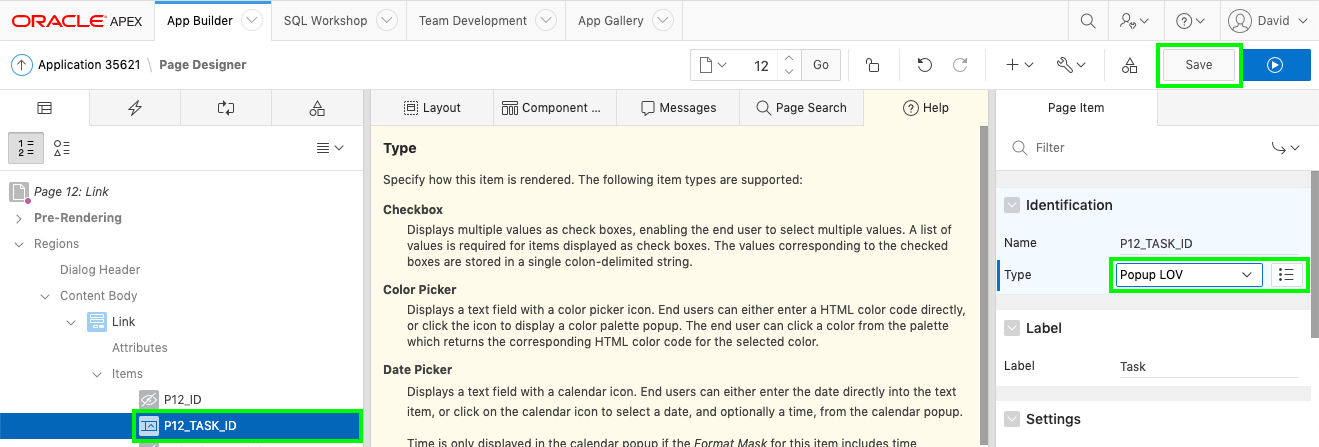 ORACLE APEX
App Builder
SQL Workshop
Team Development
App Gallery
David
Application 35621 \ Page Designer
12
Go
Save
Layout
Component ...
Messages
Page Search
Help
Page Item
Page 12: Link
Pre-Rendering
Regions
Dialog Header
Content Body
Link
Attributes
Items
P12_ID
P12_TASK_ID
Type
Specify how this item is rendered. The following item types are supported:
Checkbox
Displays multiple values as check boxes, enabling the end user to select multiple values. A list of
values is required for items displayed as check boxes. The values corresponding to the checked
boxes are stored in a single colon-delimited string.
Color Picker
Displays a text field with a color picker icon. End users can either enter a HTML color code directly,
or click the icon to display a color palette popup. The end user can click a color from the palette
which returns the corresponding HTML color code for the selected color.
Date Picker
Displays a text field with a calendar icon. End users can either enter the date directly into the text
item, or click on the calendar icon to select a date, and optionally a time, from the calendar popup.
Time is only displayed in the calendar popup if the Format Mask for this item includes time
Filter
Identification
Name
P12_TASK_ID
Type
Popup LOV
Label
Label
Task
Settings